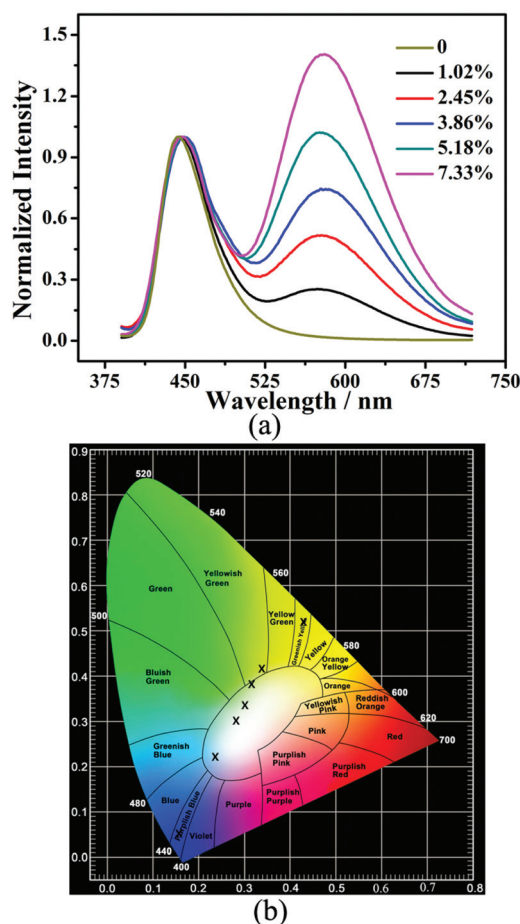 1.5
1.2
0.9
0.6
0.3
0.0
Normalized Intensity
0
1.02%
2.45%
3.86%
5.18%
7.33%
375 450 525 600 675 750
Wavelength / nm
(a)
0.9
0.8
0.7
0.6
0.5
0.4
0.3
0.2
0.1
0.0
520
540
560
500
580
600
620
700
480
440
400
Green
Yellowish
Green
Yellow
Green
Greenish Yellow
Yellow
Orange
Yellow
Orange
Reddish
Orange
Yellowish
Pink
Bluish
Green
Pink
Red
Greenish
Blue
Purplish
Pink
Purplish
Red
Blue
Purplish Blue
Purple
Purplish
Purple
Violet
X
X
X
X
X
X
0.0 0.1 0.2 0.3 0.4 0.5 0.6 0.7 0.8
(b)